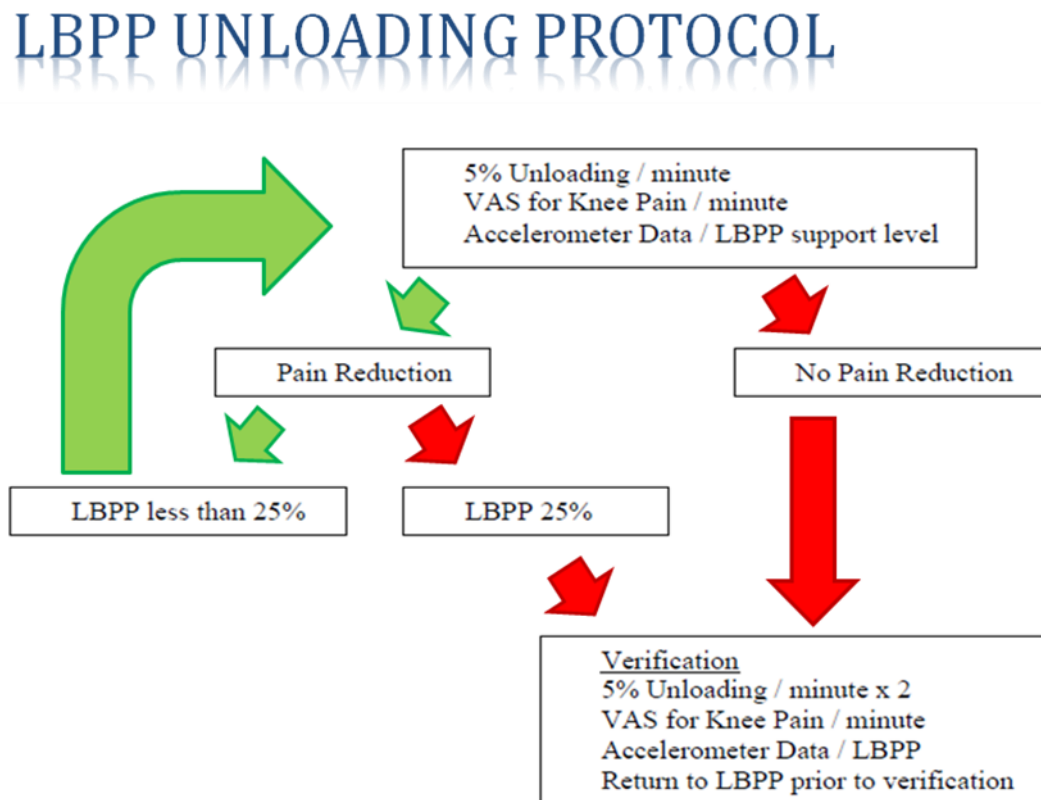 LBPP UNLOADING PROTOCOL
5% Unloading / minute
VAS for Knee Pain / minute
Accelerometer Data / LBPP support level
Pain Reduction
No Pain Reduction
LBPP less than 25%
LBPP 25%
Verification
5% Unloading / minute x 2
VAS for Knee Pain / minute
Accelerometer Data / LBPP
Return to LBPP prior to verification